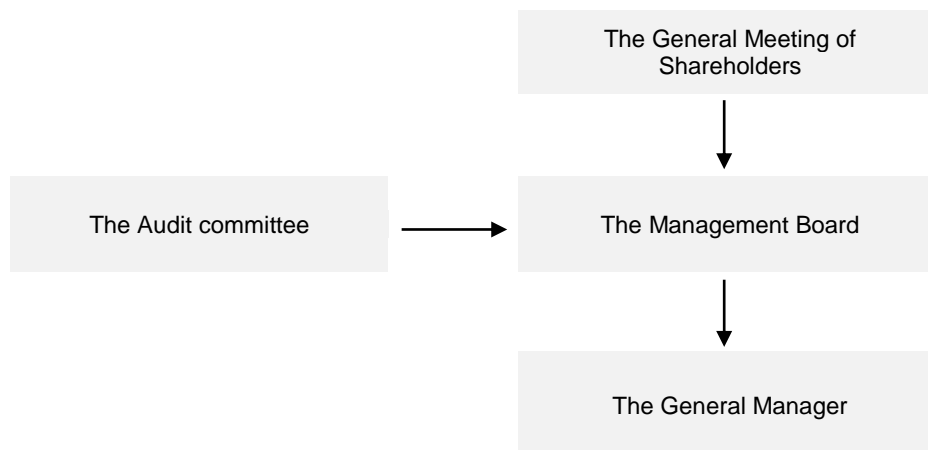 The General Meeting of
Shareholders
The Audit committee
The Management Board
The General Manager